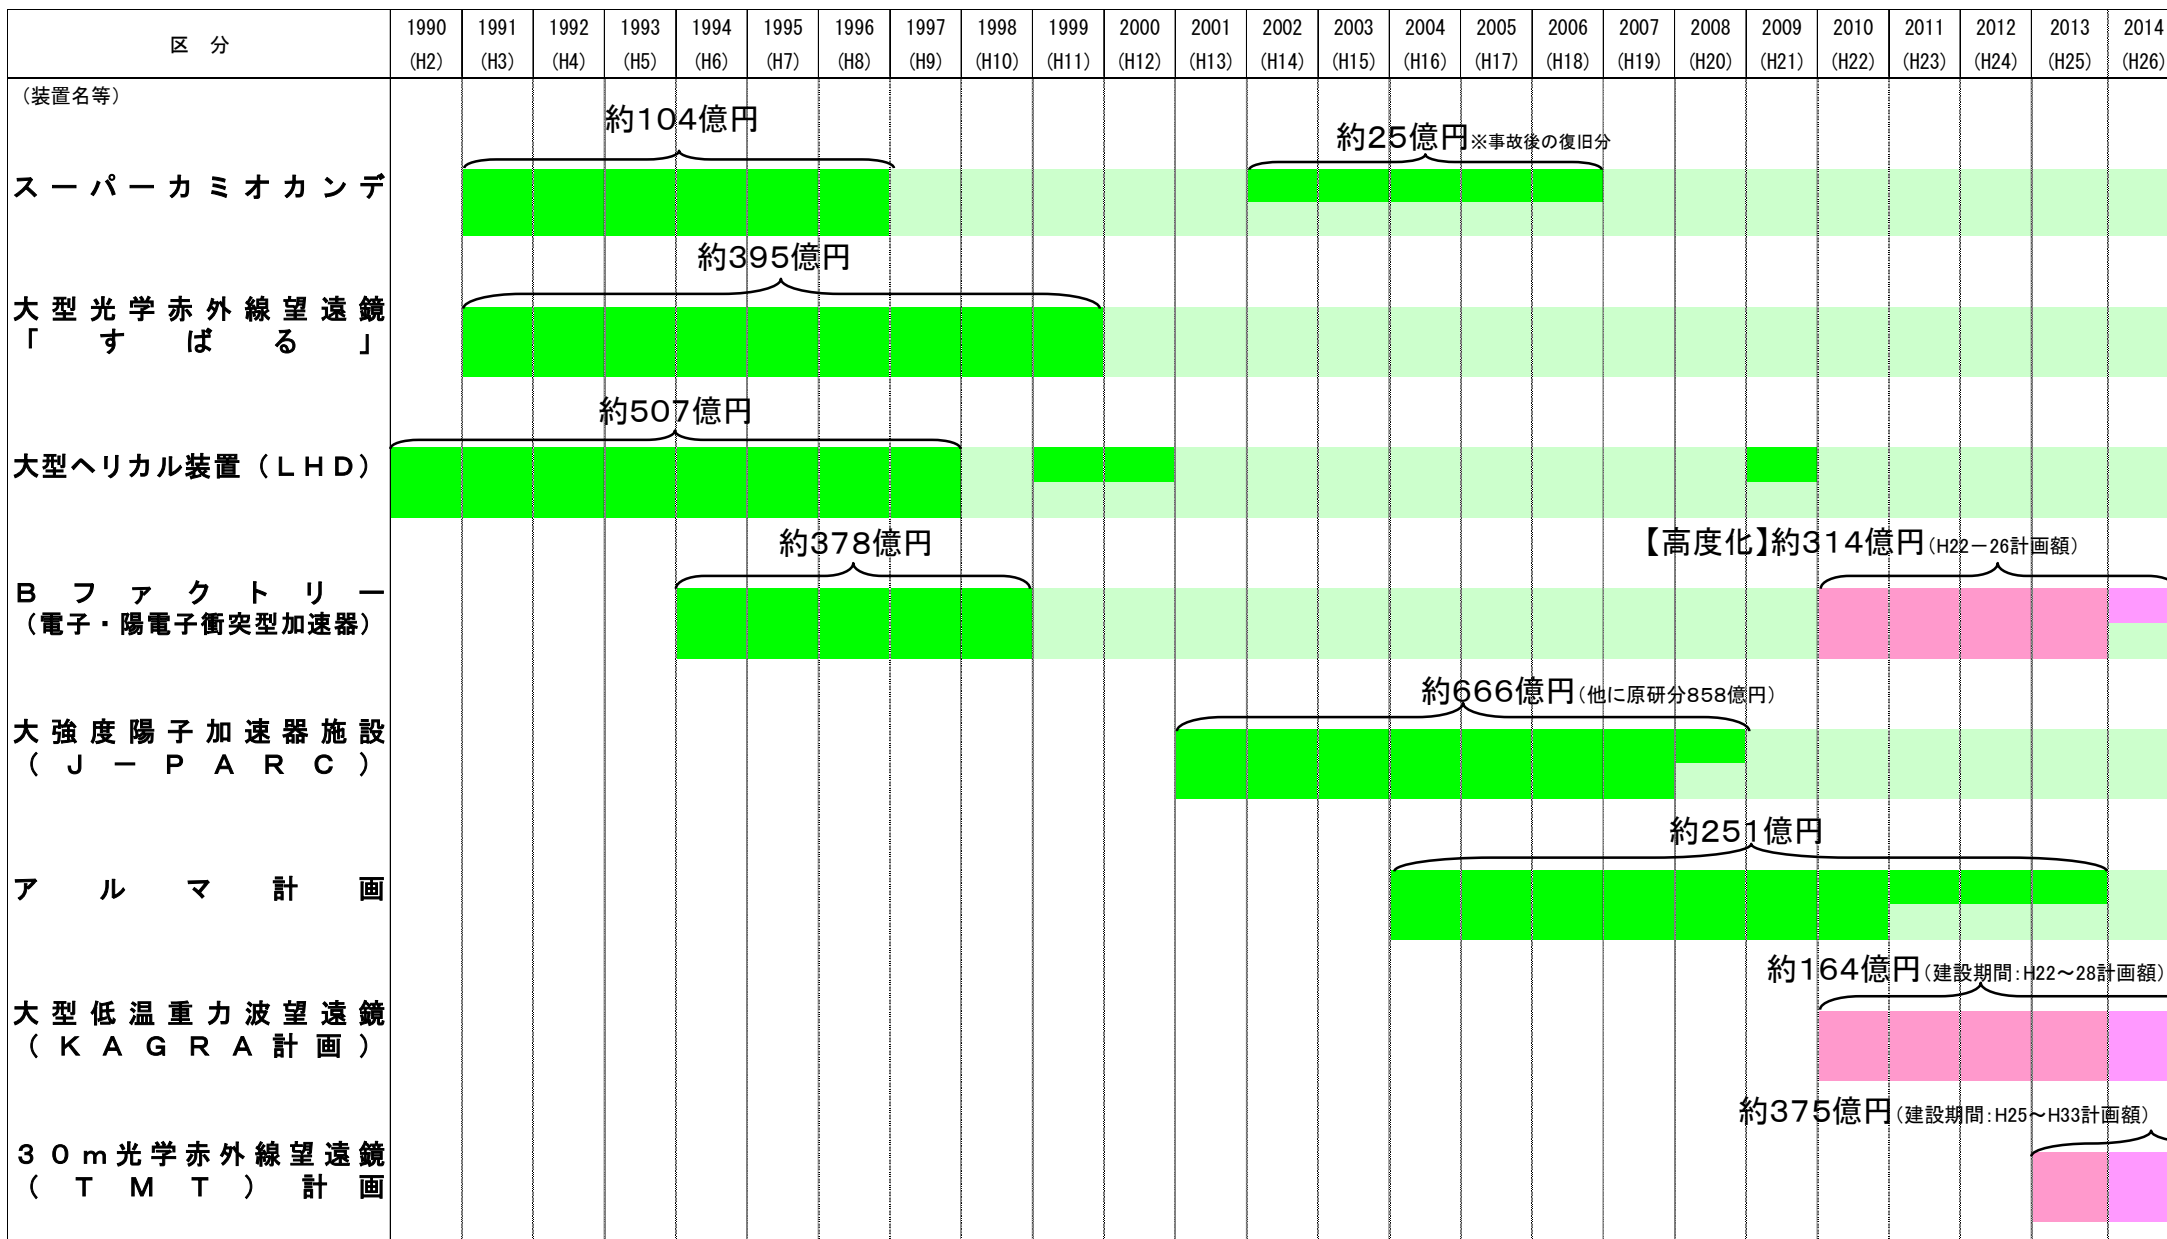 区 分
1990 1991 1992 1993 1994 1995 1996 1997 1998 1999 2000 2001 2002 2003 2004 2005 2006 2007 2008 2009 2010 2011 2012 2013 2014
(H2) (H3) (H4) (H5) (H6) (H7) (H8) (H9) (H10) (H11) (H12) (H13) (H14) (H15) (H16) (H17) (H18) (H19) (H20) (H21) (H22) (H23) (H24) (H25) (H26)
（装置名等）
約104億円
約25億円※事故後の復旧分
スーパーカミオカンデ
約395億円
大型光学赤外線望遠鏡
「すばる」
約507億円
大型ヘリカル装置（ＬＨＤ）
約378億円
【高度化】約314億円（H22－26計画額）
Ｂファクトリー
（電子・陽電子衝突型加速器）
約666億円（他に原研分858億円）
大強度陽子加速器施設
（Ｊ－ＰＡＲＣ）
約251億円
アルマ計画
約164億円（建設期間：H22～28計画額）
大型低温重力波望遠鏡
（ＫＡＧＲＡ計画）
約375億円（建設期間：H25～H33計画額）
３０ｍ光学赤外線望遠鏡
（ＴＭＴ）計画